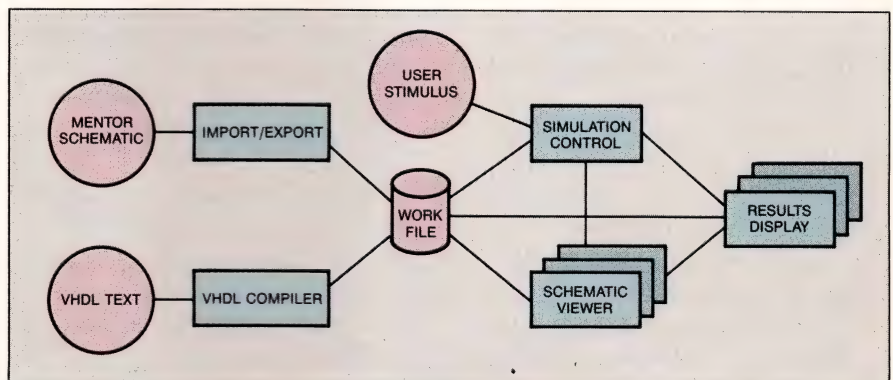 MENTOR
SCHEMATIC
IMPORT/EXPORT
USER
STIMULUS
SIMULATION
CONTROL
WORK
FILE
RESULTS
DISPLAY
VHDL TEXT
VHDL COMPILER
SCHEMATIC
VIEWER